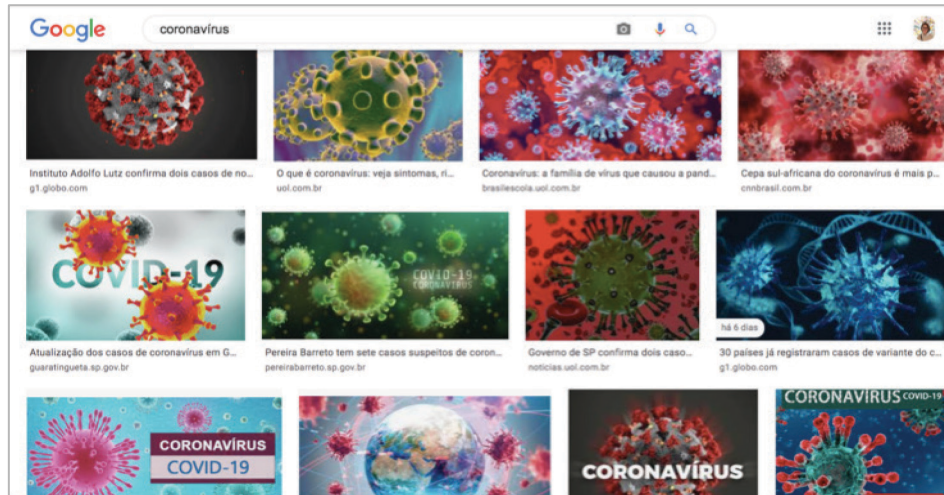 Google
coronavírus
Instituto Adolfo Lutz confirma dois casos de no...
g1.globo.com
O que é coronavírus: veja sintomas, ri...
uol.com.br
Coronavírus: a família de vírus que causou a pand...
brasilescola.uol.com.br
Cepa sul-africana do coronavírus é mais p...
cnnbrasil.com.br
COVID-19
COVID-19
CORONAVÍRUS
há 6 dias
Atualização dos casos de coronavírus em G...
guaratingueta.sp.gov.br
Pereira Barreto tem sete casos suspeitos de coron...
pereirabarreto.sp.gov.br
Governo de SP confirma dois caso...
noticias.uol.com.br
30 países já registraram casos de variante do c...
g1.globo.com
CORONAVÍRUS
COVID-19
CORONAVÍRUS
CORONAVÍRUS COVID-19